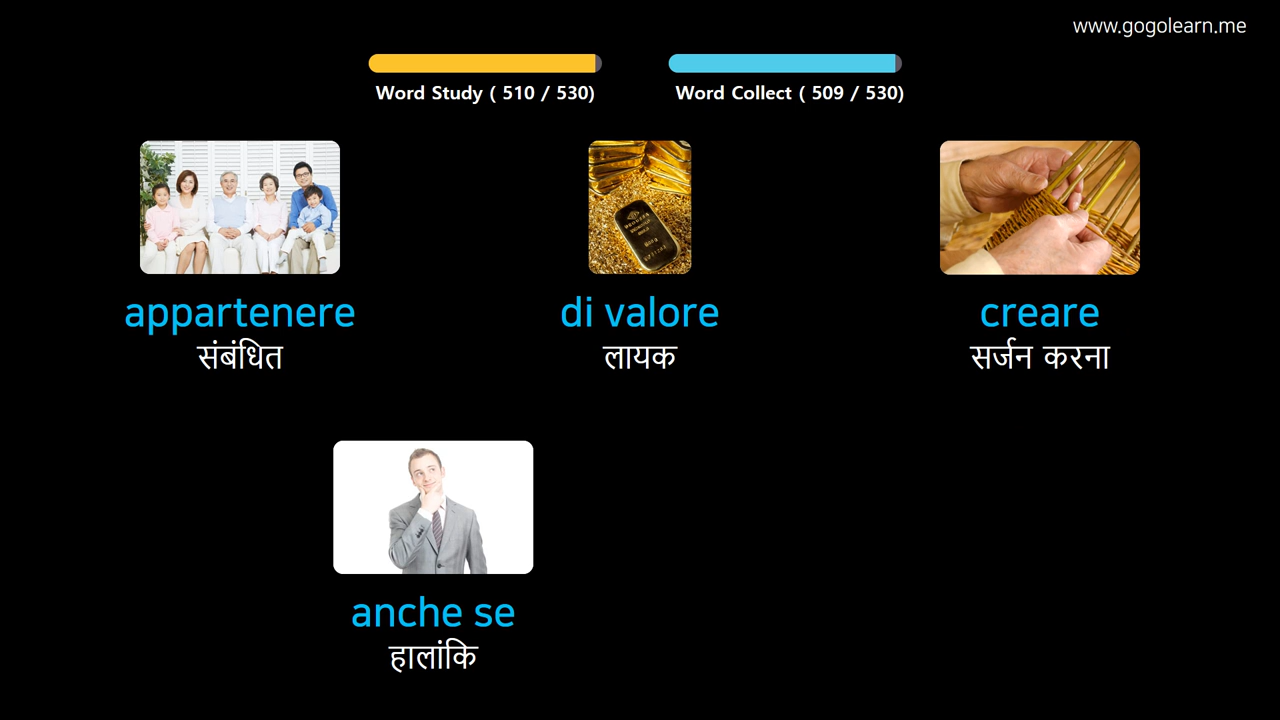 www.gogolearn.me
Word Study ( 510 / 530)
Word Collect ( 509 / 530)
appartenere
संबंधित
di valore
लायक
creare
सर्जन करना
anche se
हालांकि